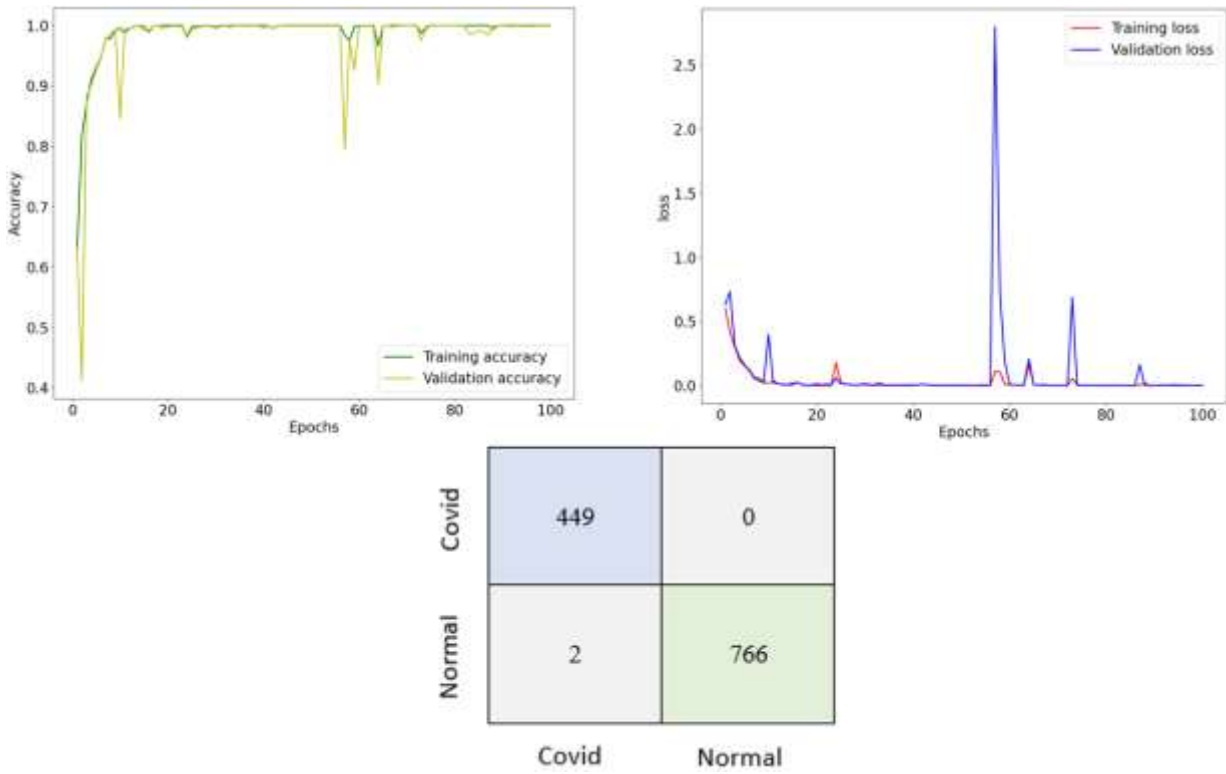 1.0
0.9
0.8
0.7
0.6
0.5
0.4
Accuracy
Training accuracy
Validation accuracy
0 20 40 60 80 100
Epochs
Training loss
Validation loss
2.5
2.0
1.5
1.0
0.5
0.0
loss
0 20 40 60 80 100
Epochs
Covid
449 0
Normal
2 766
Covid Normal